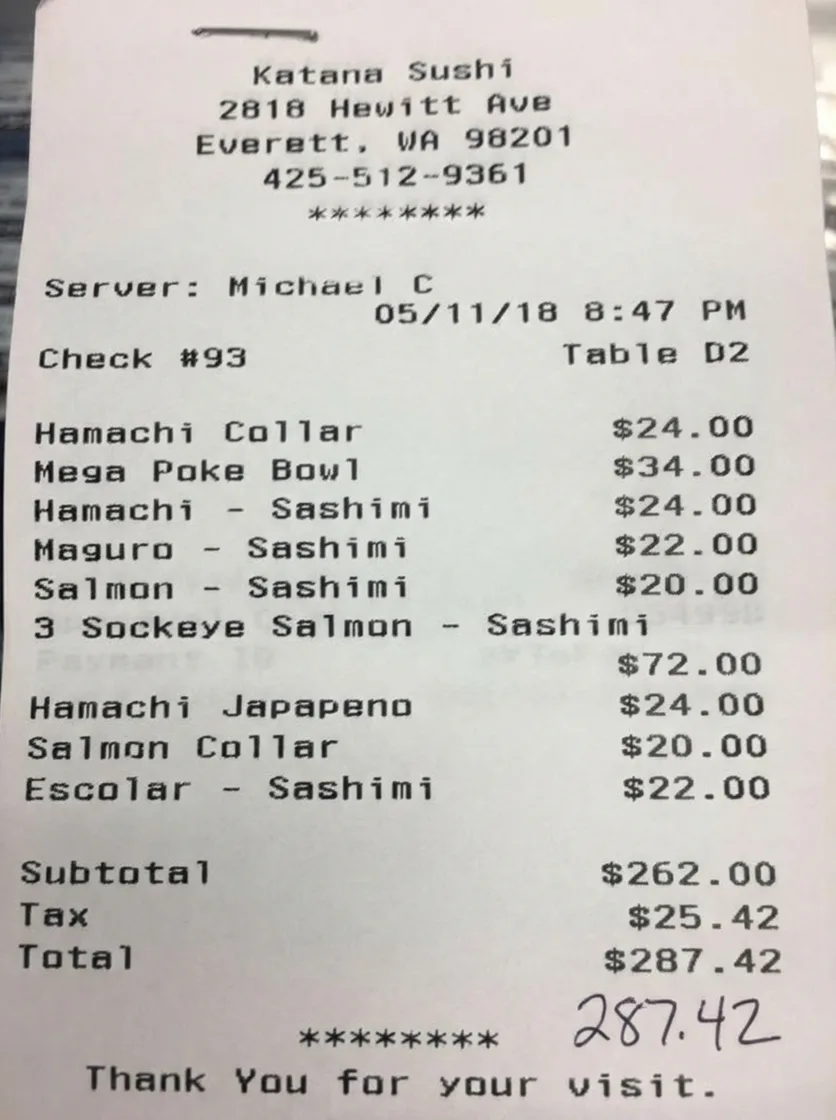 Katana Sushi
2818 Hewitt Ave
Everett, WA 98201
425-512-9361
********
Server: Michael C
05/11/18 8:47 PM
Check #93 Table D2
Hamachi Collar $24.00
Mega Poke Bowl $34.00
Hamachi - Sashimi $24.00
Maguro - Sashimi $22.00
Salmon - Sashimi $20.00
3 Sockeye Salmon - Sashimi
$72.00
Hamachi Japapeno $24.00
Salmon Collar $20.00
Escolar - Sashimi $22.00
Subtotal $262.00
Tax $25.42
Total $287.42
287.42
********
Thank You for your visit.